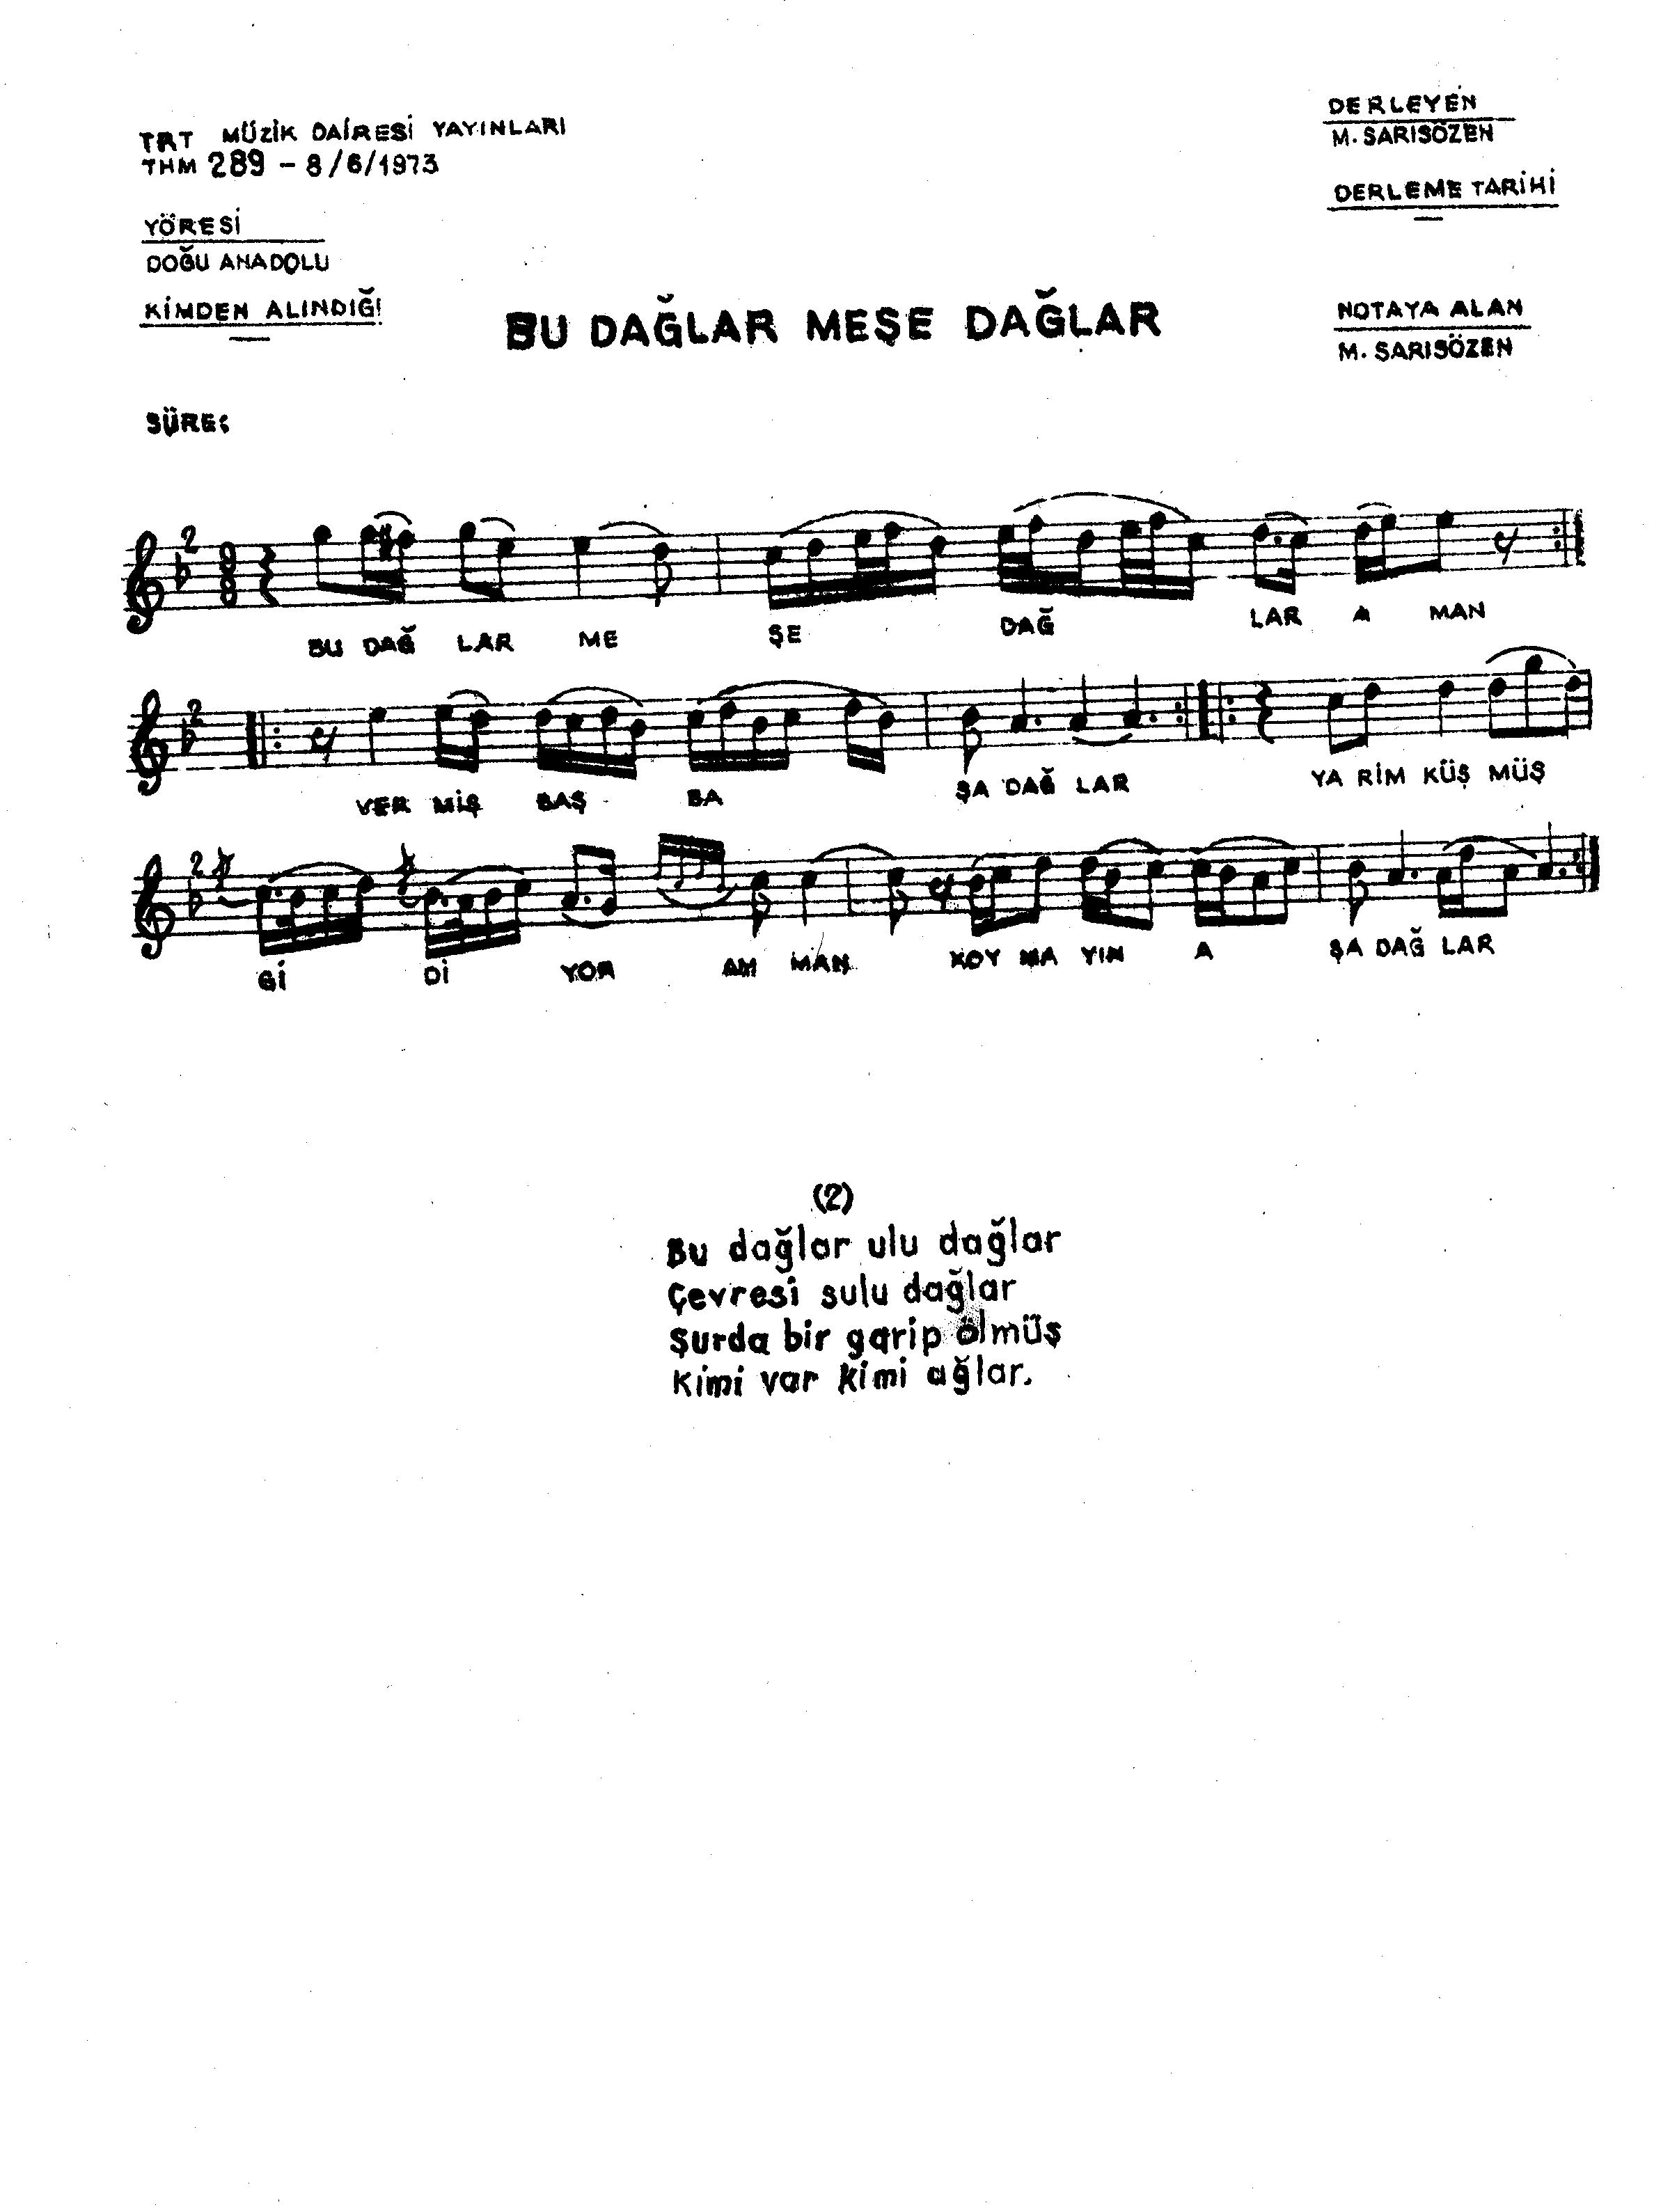 TRT MÜZİK DAİRESİ YAYINLARI
THM 289 - 8/6/1973
DERLEYEN
M. SARISÖZEN
DERLEME TARİHİ
YÖRESİ
DOĞU ANADOLU
KİMDEN ALINDIĞI
BU DAĞLAR MEŞE DAĞLAR
NOTAYA ALAN
M. SARISÖZEN
SÜRE:
2 9 8
BU DAĞ LAR ME ŞE DAĞ LAR A MAN
2
VER MİŞ BAŞ BA ŞA DAĞ LAR YA RİM KÜŞ MÜŞ
2
Gİ Dİ YOR AM MAN KOY MA YIN A ŞA DAĞ LAR
(2)
Bu dağlar ulu dağlar
Çevresi sulu dağlar
Şurda bir garip ölmüş
Kimi var kimi ağlar.